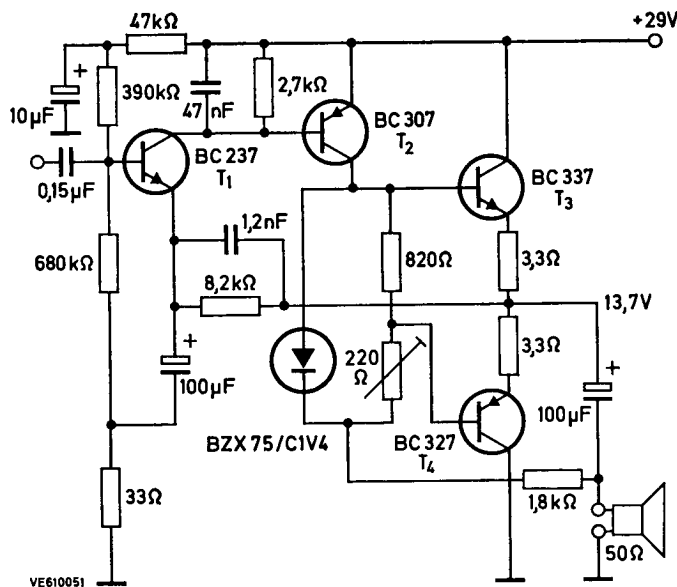 47kΩ
+29V
+
390kΩ
47
nF
2,7kΩ
10µF
BC 307
T2
BC 237
T1
0,15µF
BC 337
T3
1,2nF
820Ω
3,3Ω
680kΩ
8,2kΩ
13,7V
+
220
Ω
3,3Ω
+
100µF
100µF
BZX 75/C1V4
BC 327
T4
33Ω
1,8kΩ
50Ω
VE610051